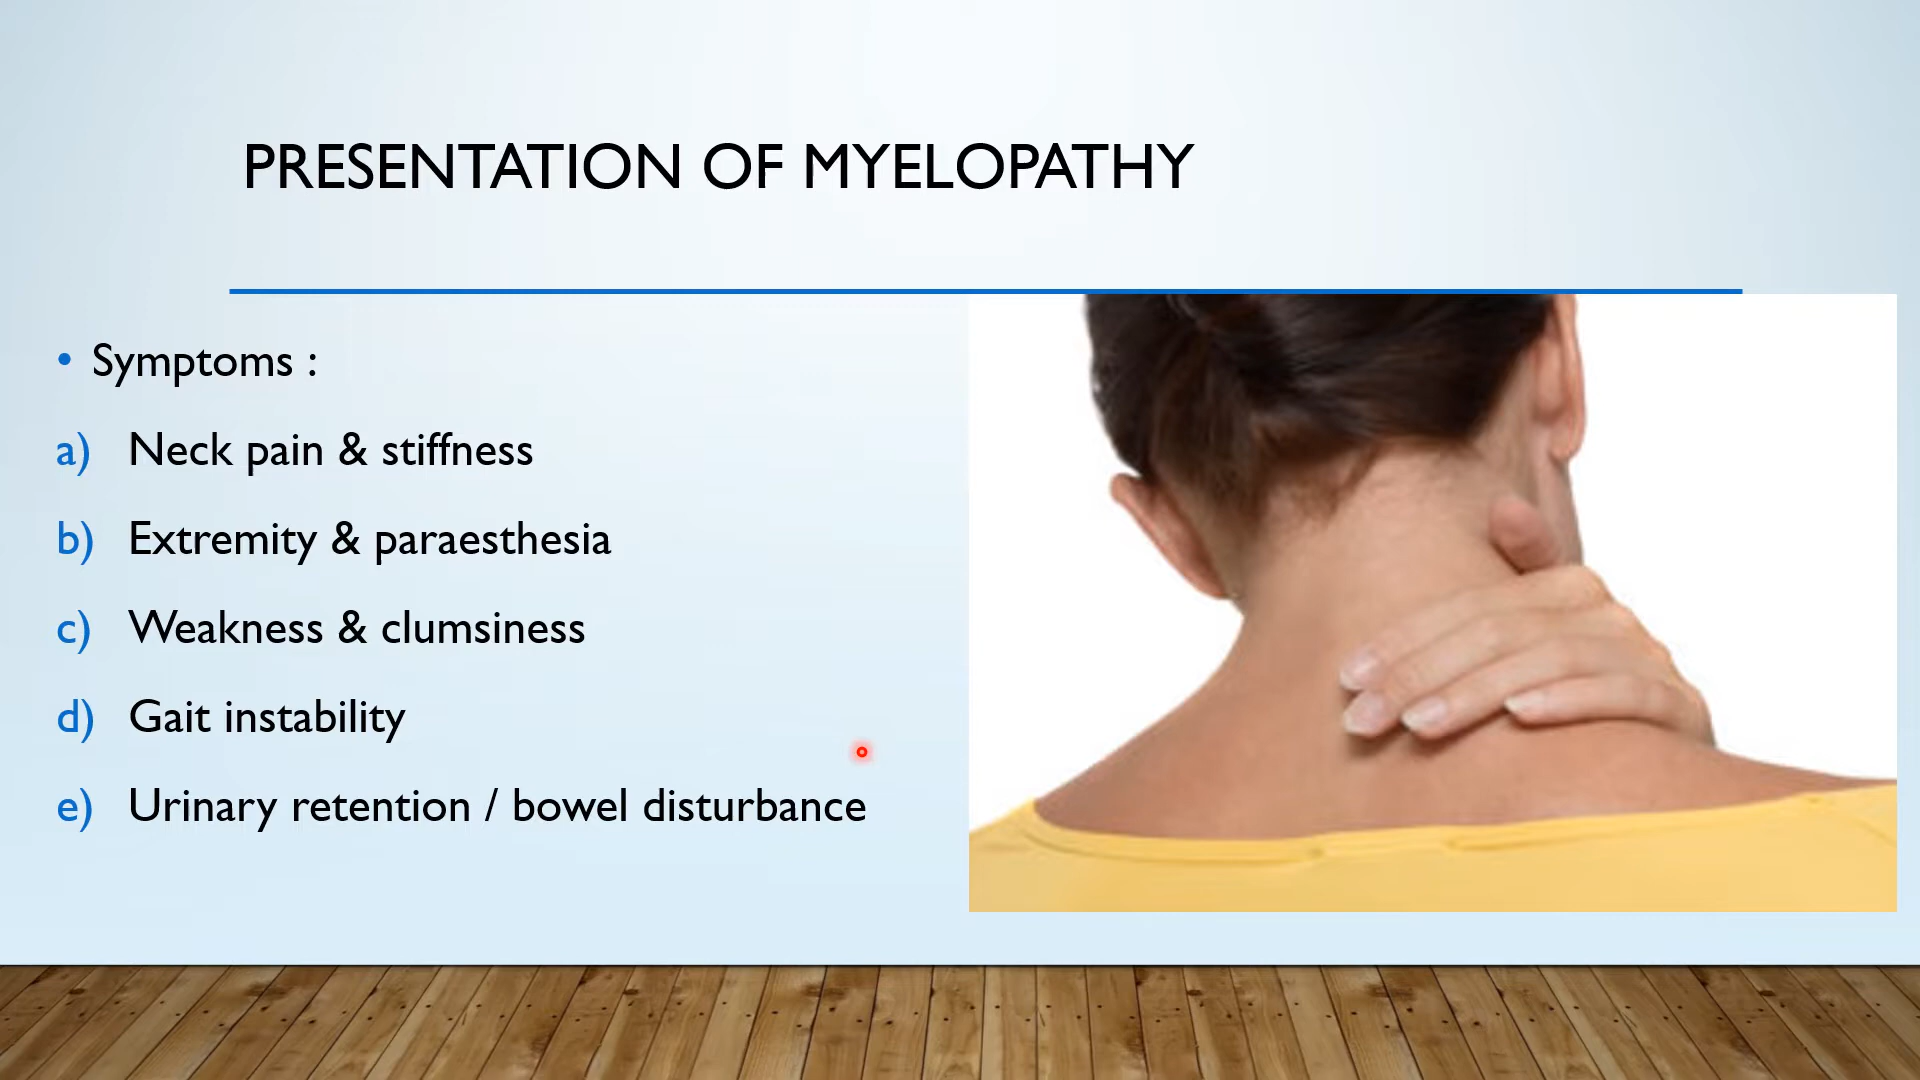 PRESENTATION OF MYELOPATHY
• Symptoms :
a) Neck pain & stiffness
b) Extremity & paraesthesia
c) Weakness & clumsiness
d) Gait instability
e) Urinary retention / bowel disturbance